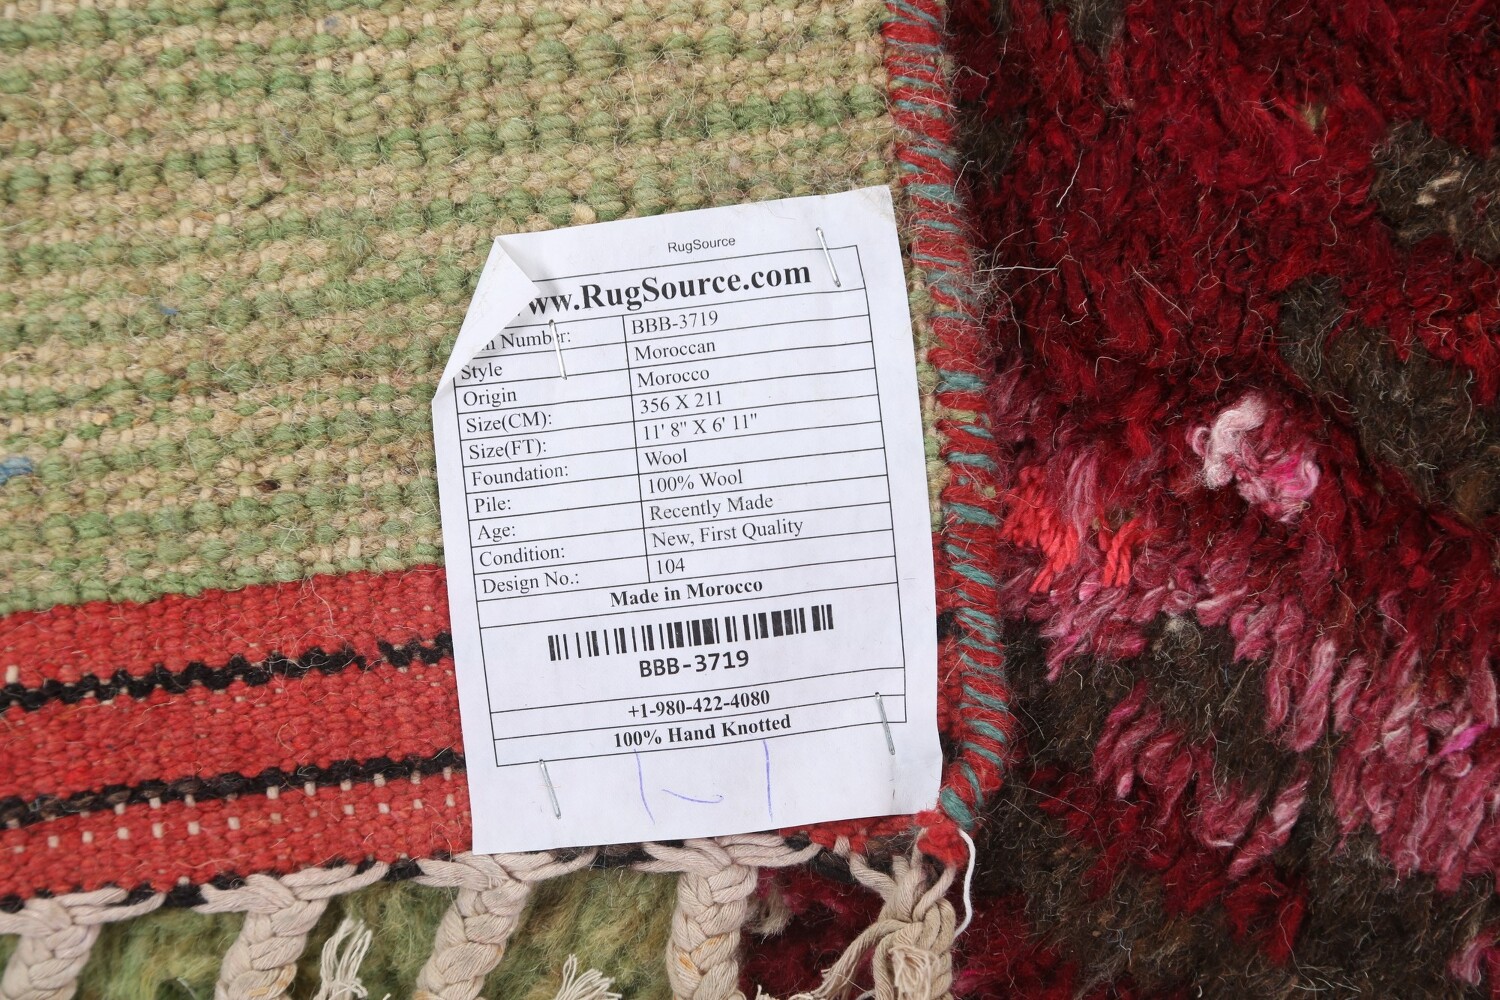 RugSource
www.RugSource.com
Number: BBB-3719
Style Moroccan
Origin Morocco
Size(CM): 356 X 211
Size(FT): 11' 8" X 6' 11"
Foundation: Wool
Pile: 100% Wool
Age: Recently Made
Condition: New, First Quality
Design No.: 104
Made in Morocco
BBB-3719
+1-980-422-4080
100% Hand Knotted